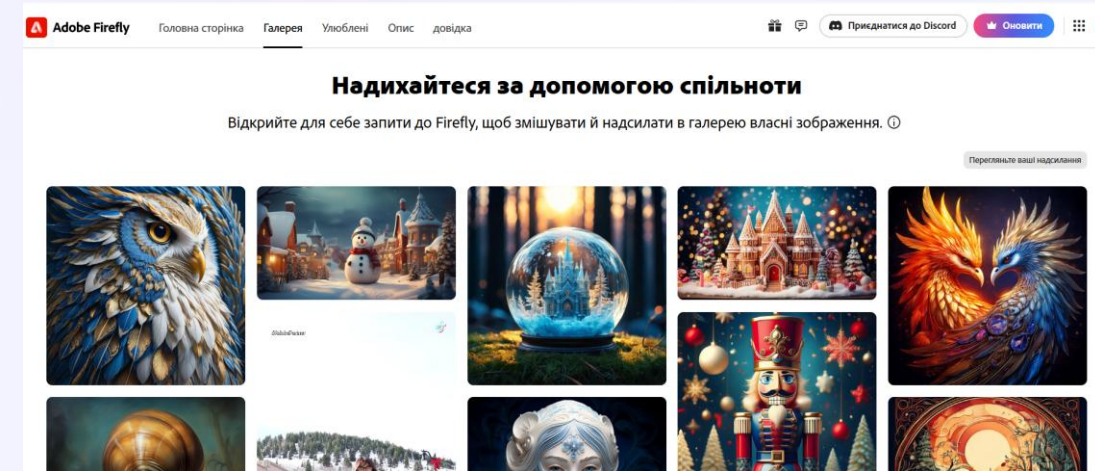 Adobe Firefly
Головна сторінка
Галерея
Улюблені
Опис
довідка
Приєднатися до Discord
Оновити
Надихайтеся за допомогою спільноти
Відкрийте для себе запити до Firefly, щоб змішувати й надсилати в галерею власні зображення.
Перегляньте ваші надсилання